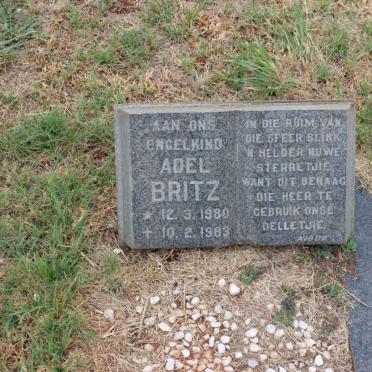 AAN ONS
ENGELKIND
ADEL
BRITZ
* 12.3.1980
+ 10.2.1983
IN DIE RUIM VAN
DIE SFEER BLINK
'N HELDER NUWE
STERRETJIE
WANT DIT BEHAAG
DIE HEER TE
GEBRUIK ONSE
DELLETJIE.